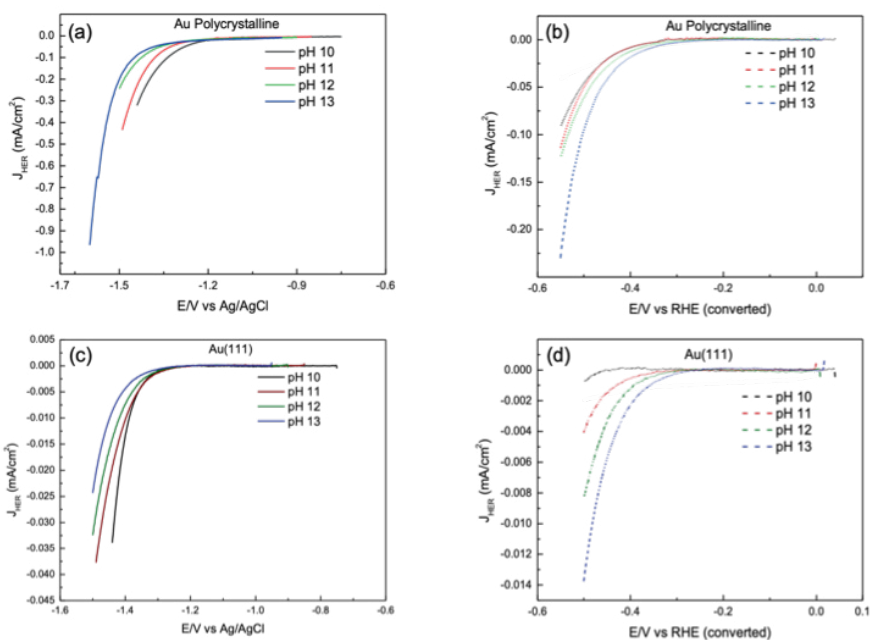 (a)
Au Polycrystalline
0.0
-0.1
-0.2
-0.3
-0.4
-0.5
-0.6
-0.7
-0.8
-0.9
-1.0
J_HER (mA/cm²)
pH 10
pH 11
pH 12
pH 13
-1.7 -1.5 -1.2 -0.9 -0.6
E/V vs Ag/AgCl
(b)
Au Polycrystalline
0.00
-0.05
-0.10
-0.15
-0.20
J_HER (mA/cm²)
pH 10
pH 11
pH 12
pH 13
-0.6 -0.4 -0.2 0.0 0.1
E/V vs RHE (converted)
(c)
Au(111)
0.005
0.000
-0.005
-0.010
-0.015
-0.020
-0.025
-0.030
-0.035
-0.040
-0.045
J_HER (mA/cm²)
pH 10
pH 11
pH 12
pH 13
-1.6 -1.4 -1.2 -1.0 -0.8 -0.6
E/V vs Ag/AgCl
(d)
Au(111)
0.000
-0.002
-0.004
-0.006
-0.008
-0.010
-0.012
-0.014
J_HER (mA/cm²)
pH 10
pH 11
pH 12
pH 13
-0.6 -0.4 -0.2 0.0 0.1
E/V vs RHE (converted)